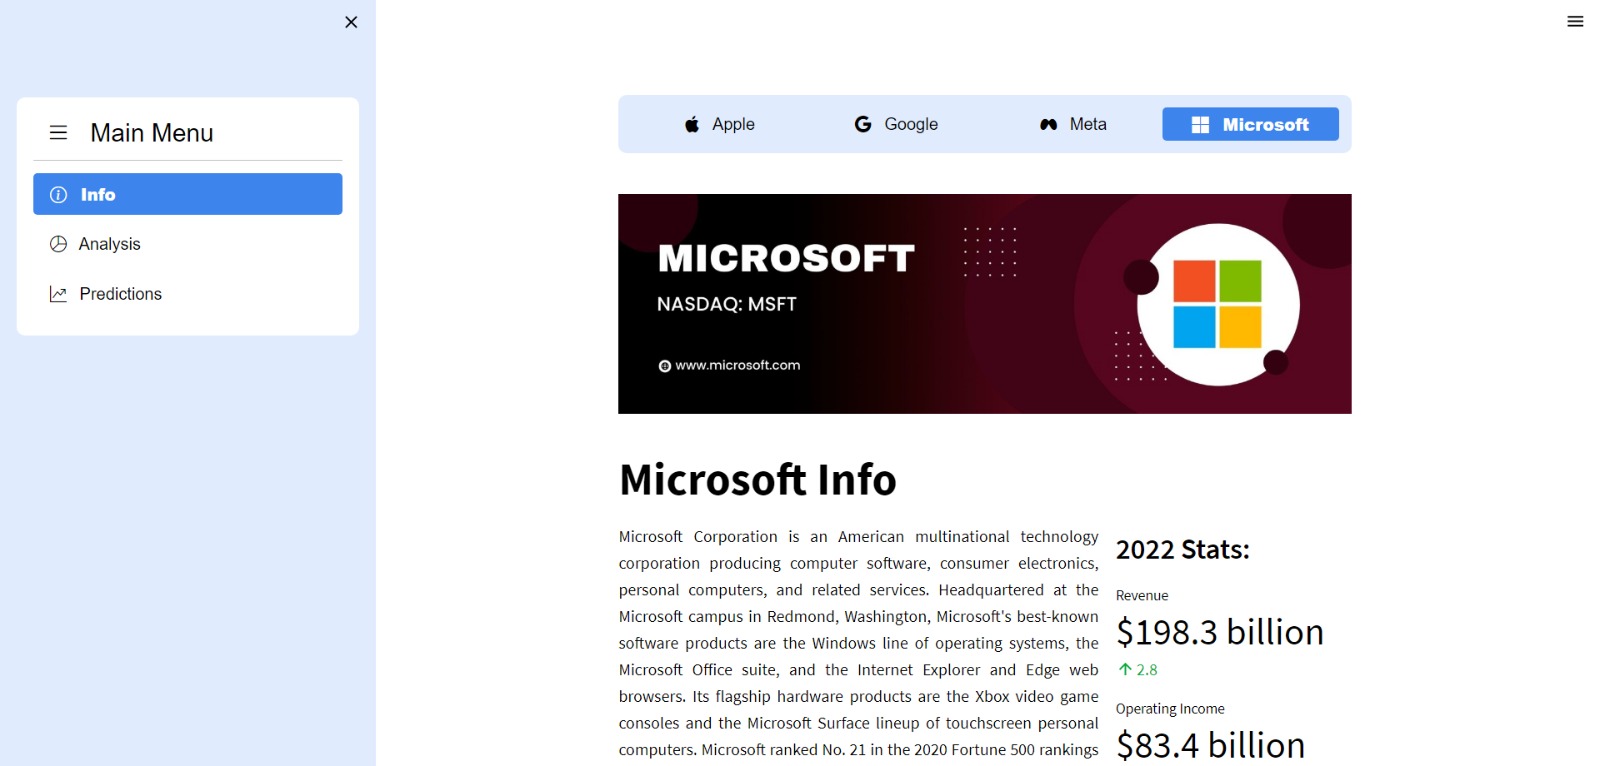 Main Menu
Info
Analysis
Predictions
Apple
Google
Meta
Microsoft
MICROSOFT
NASDAQ: MSFT
www.microsoft.com
Microsoft Info
Microsoft Corporation is an American multinational technology
corporation producing computer software, consumer electronics,
personal computers, and related services. Headquartered at the
Microsoft campus in Redmond, Washington, Microsoft's best-known
software products are the Windows line of operating systems, the
Microsoft Office suite, and the Internet Explorer and Edge web
browsers. Its flagship hardware products are the Xbox video game
consoles and the Microsoft Surface lineup of touchscreen personal
computers. Microsoft ranked No. 21 in the 2020 Fortune 500 rankings
2022 Stats:
Revenue
$198.3 billion
↑ 2.8
Operating Income
$83.4 billion